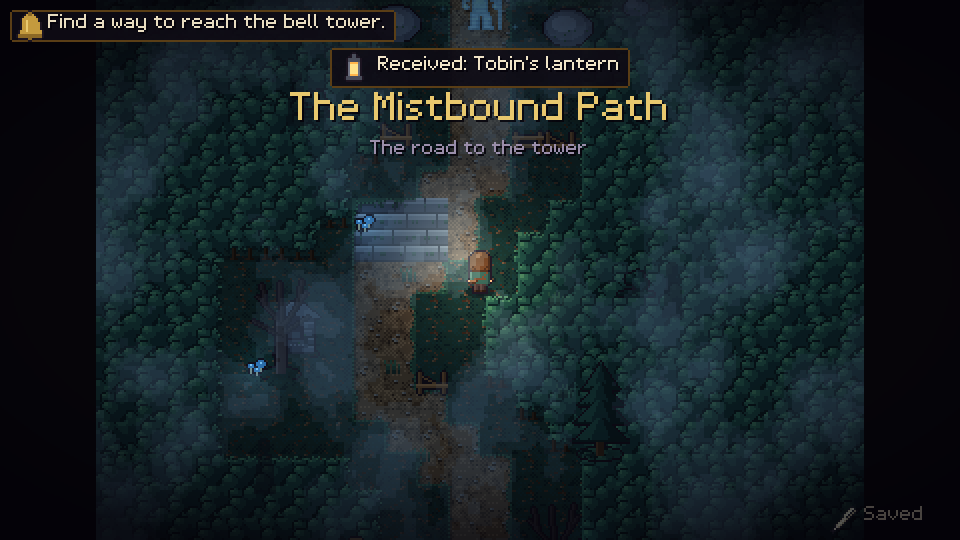 Find a way to reach the bell tower.
Received: Tobin's lantern
The Mistbound Path
The road to the tower
Saved